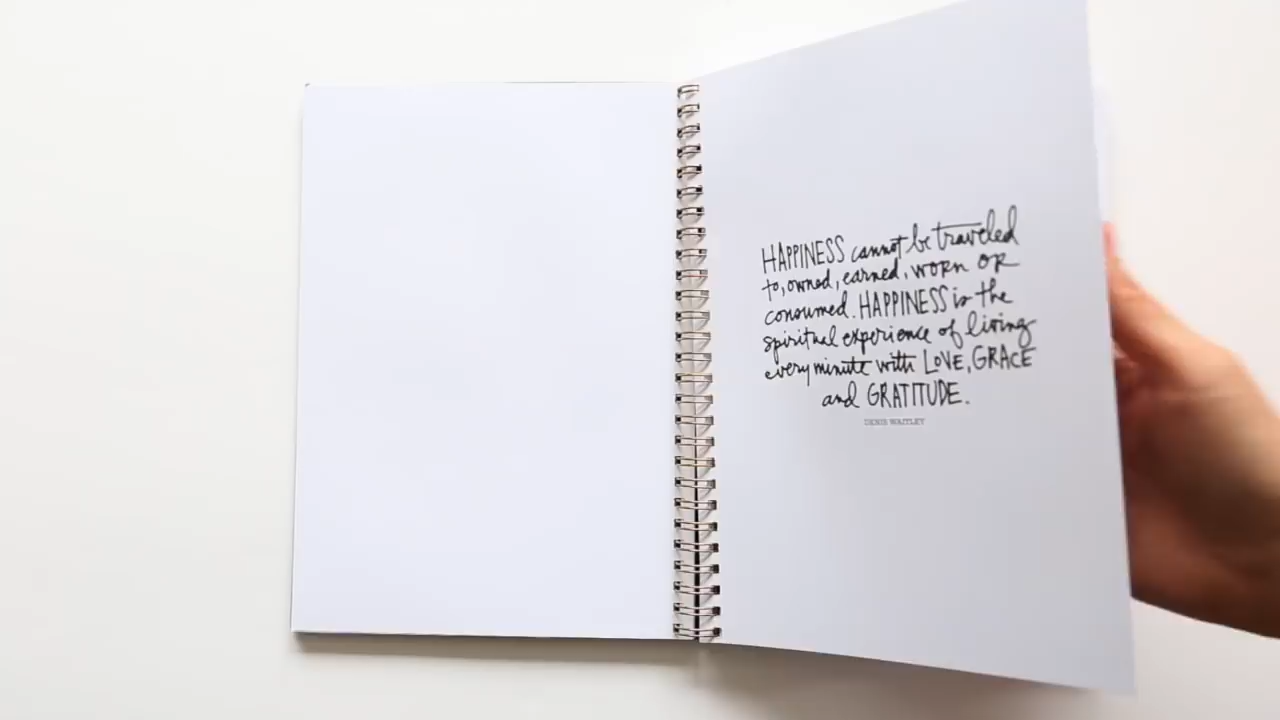 HAPPINESS cannot be traveled
to, owned, earned, worn or
consumed. HAPPINESS is the
spiritual experience of living
every minute with LOVE, GRACE
and GRATITUDE.
DENIS WAITLEY